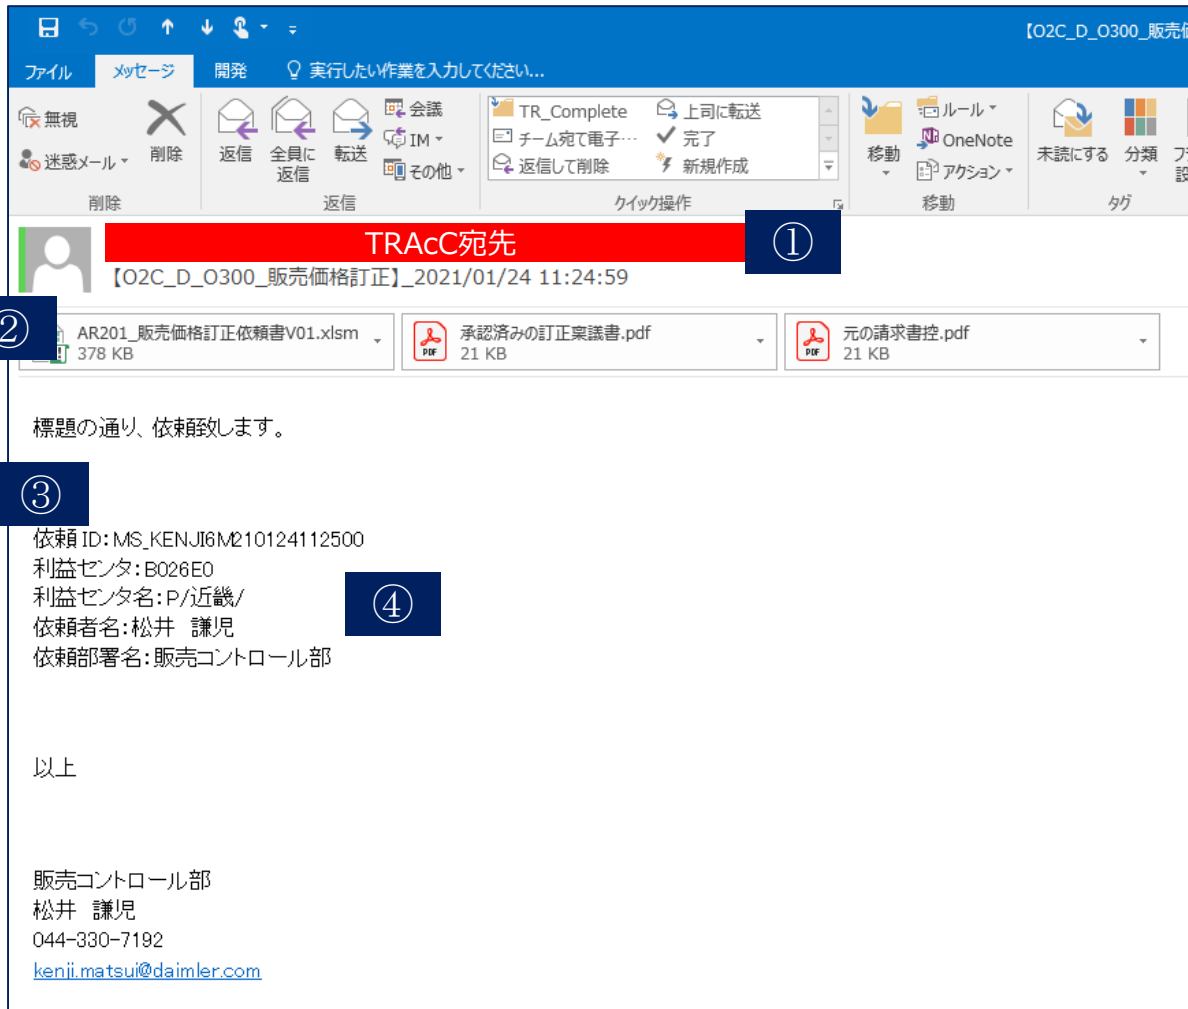 【O2C_D_O300_販売価
ファイル メッセージ 開発 実行したい作業を入力してください...
無視
迷惑メール
削除
返信
全員に
返信
転送
会議
IM
その他
TR_Complete
チーム宛て電子…
返信して削除
上司に転送
完了
新規作成
移動
ルール
OneNote
アクション
未読にする
分類
削除 返信 クイック操作 移動 タグ
TRAcC宛先
①
【O2C_D_O300_販売価格訂正】_2021/01/24 11:24:59
②
AR201_販売価格訂正依頼書V01.xlsm
378 KB
PDF
承認済みの訂正稟議書.pdf
21 KB
PDF
元の請求書控.pdf
21 KB
標題の通り、依頼致します。
③
依頼ID:MS_KENJI6M210124112500
利益センタ:B026E0
利益センタ名:P/近畿/
④
依頼者名:松井 謙児
依頼部署名:販売コントロール部
以上
販売コントロール部
松井 謙児
044-330-7192
kenji.matsui@daimler.com